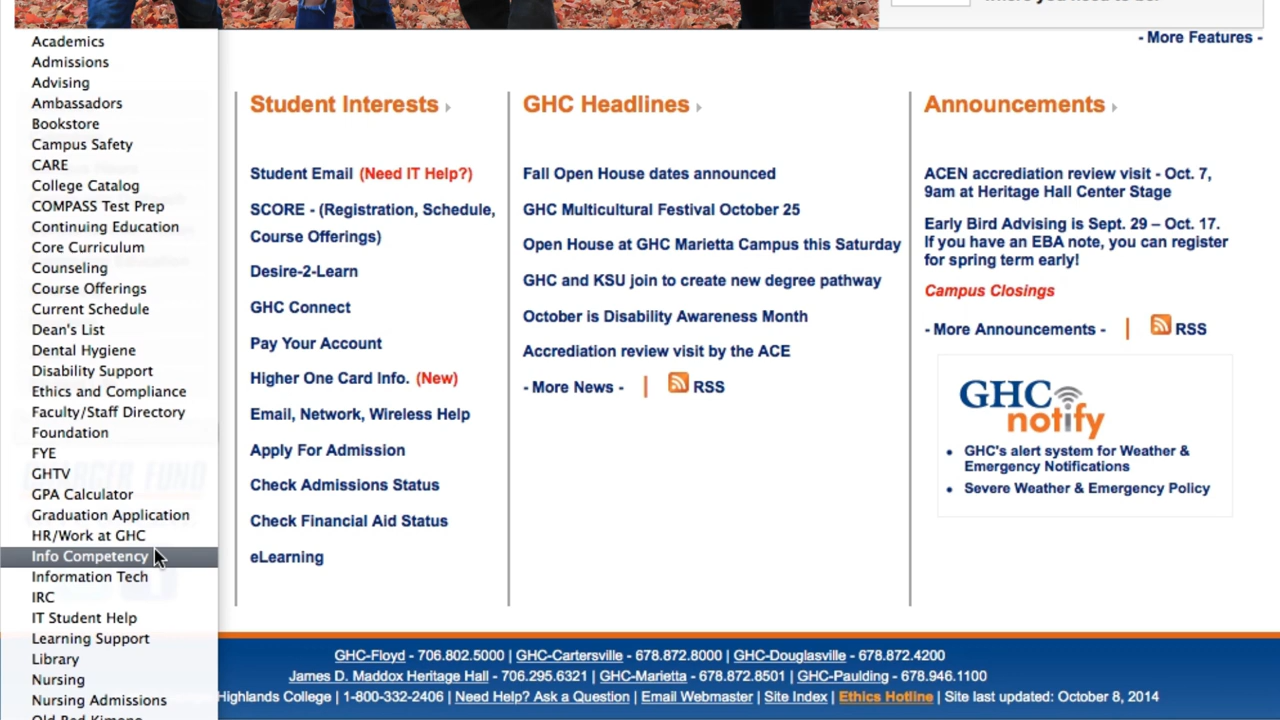 - More Features -
Academics
Admissions
Advising
Ambassadors
Bookstore
Campus Safety
CARE
College Catalog
COMPASS Test Prep
Continuing Education
Core Curriculum
Counseling
Course Offerings
Current Schedule
Dean's List
Dental Hygiene
Disability Support
Ethics and Compliance
Faculty/Staff Directory
Foundation
FYE
GHTV
GPA Calculator
Graduation Application
HR/Work at GHC
Info Competency
Information Tech
IRC
IT Student Help
Learning Support
Library
Nursing
Nursing Admissions
Student Interests
Student Email (Need IT Help?)
SCORE - (Registration, Schedule,
Course Offerings)
Desire-2-Learn
GHC Connect
Pay Your Account
Higher One Card Info. (New)
Email, Network, Wireless Help
Apply For Admission
Check Admissions Status
Check Financial Aid Status
eLearning
GHC Headlines
Fall Open House dates announced
GHC Multicultural Festival October 25
Open House at GHC Marietta Campus this Saturday
GHC and KSU join to create new degree pathway
October is Disability Awareness Month
Accrediation review visit by the ACE
- More News - | RSS
Announcements
ACEN accreditation review visit - Oct. 7,
9am at Heritage Hall Center Stage
Early Bird Advising is Sept. 29 – Oct. 17.
If you have an EBA note, you can register
for spring term early!
Campus Closings
- More Announcements - | RSS
GHC
notify
• GHC's alert system for Weather &
Emergency Notifications
• Severe Weather & Emergency Policy
GHC-Floyd - 706.802.5000 | GHC-Cartersville - 678.872.8000 | GHC-Douglasville - 678.872.4200
James D. Maddox Heritage Hall - 706.295.6321 | GHC-Marietta - 678.872.8501 | GHC-Paulding - 678.946.1100
Highlands College | 1-800-332-2406 | Need Help? Ask a Question | Email Webmaster | Site Index | Ethics Hotline | Site last updated: October 8, 2014